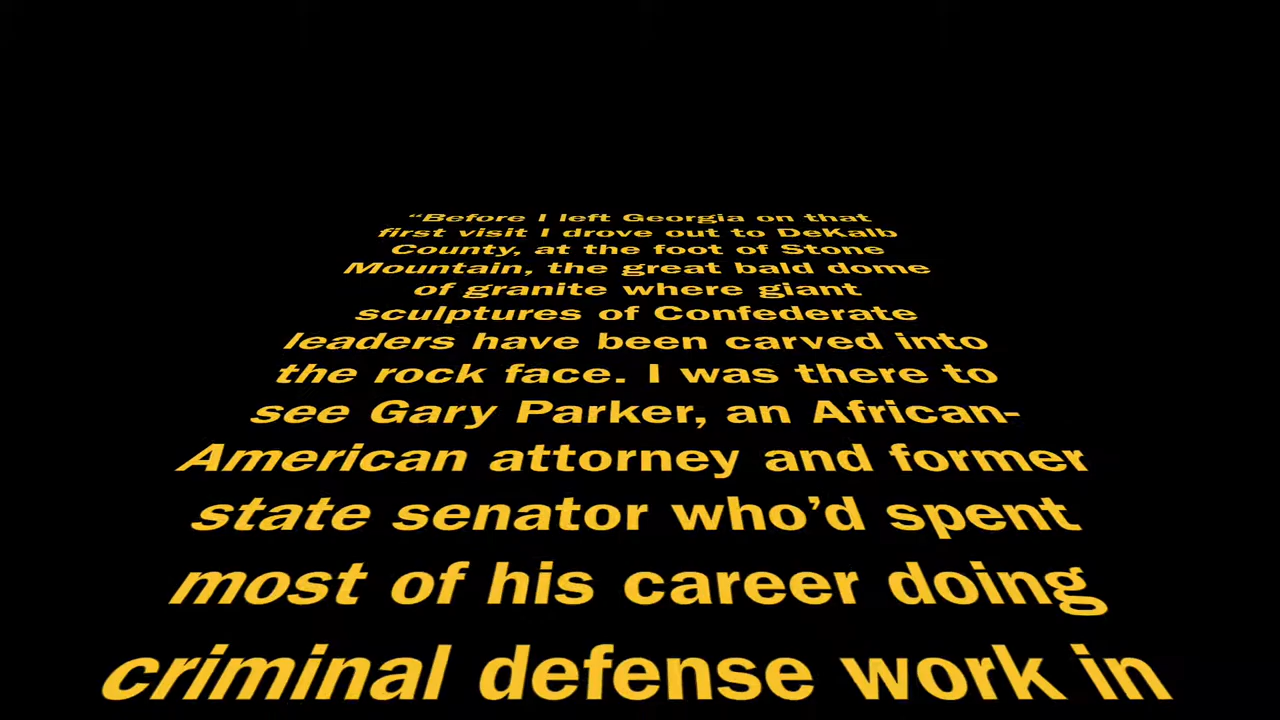 “Before I left Georgia on that
first visit I drove out to DeKalb
County, at the foot of Stone
Mountain, the great bald dome
of granite where giant
sculptures of Confederate
leaders have been carved into
the rock face. I was there to
see Gary Parker, an African-
American attorney and former
state senator who’d spent
most of his career doing
criminal defense work in